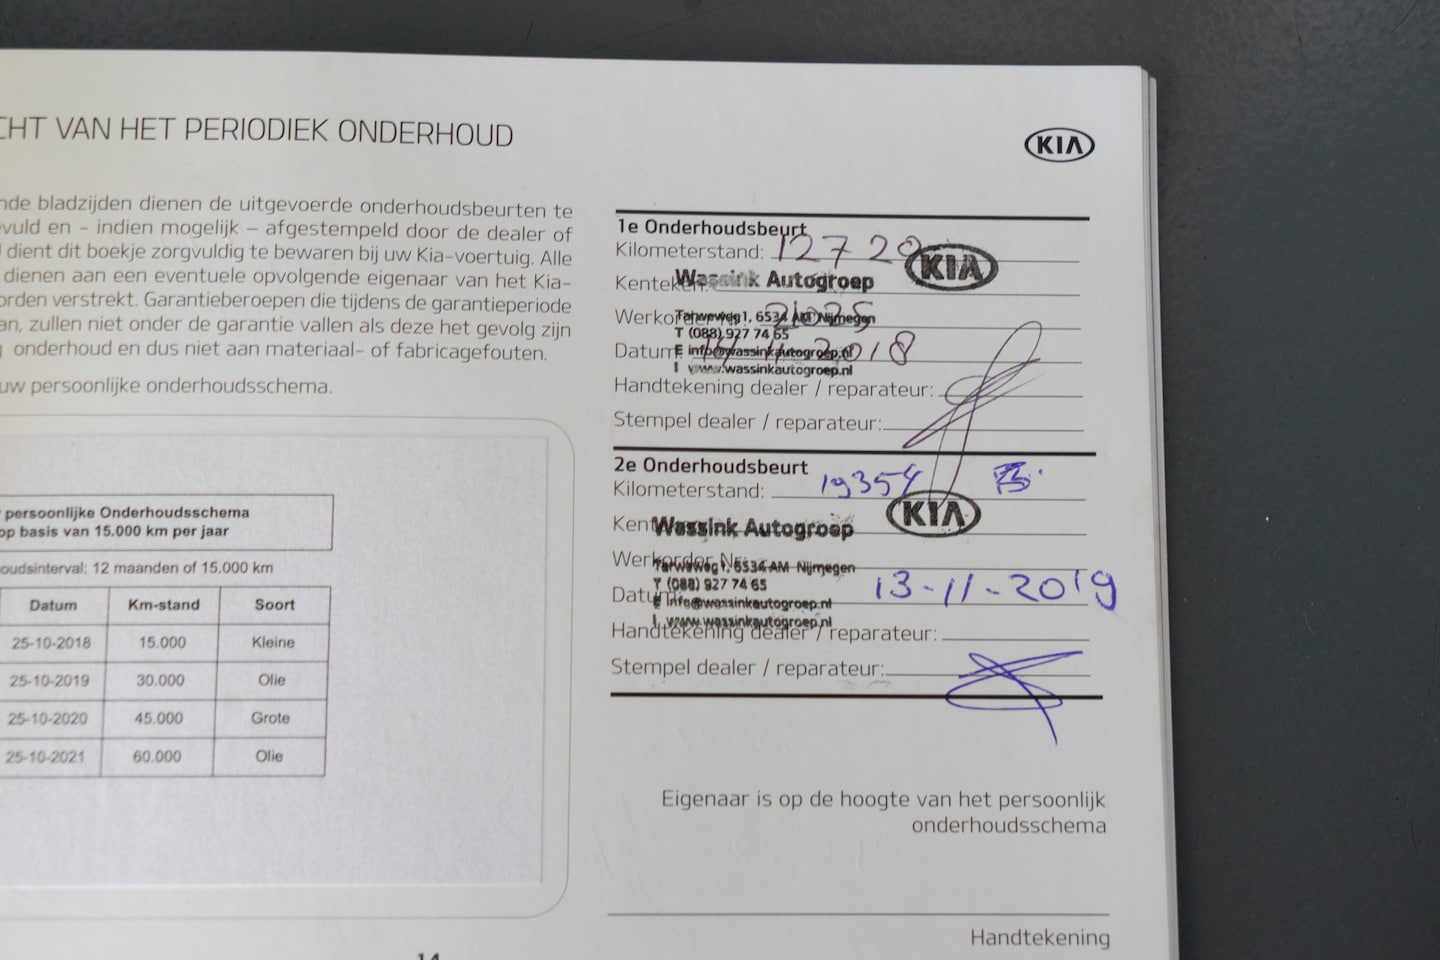 CHT VAN HET PERIODIEK ONDERHOUD
KIA
nde bladzijden dienen de uitgevoerde onderhoudsbeurten te
evuld en - indien mogelijk – afgestempeld door de dealer of
dient dit boekje zorgvuldig te bewaren bij uw Kia-voertuig. Alle
dienen aan een eventuele opvolgende eigenaar van het Kia-
orden verstrekt. Garantieberoepen die tijdens de garantieperiode
an, zullen niet onder de garantie vallen als deze het gevolg zijn
g onderhoud en dus niet aan materiaal- of fabricagefouten.
uw persoonlijke onderhoudsschema.
persoonlijke Onderhoudsschema
op basis van 15.000 km per jaar
oudsinterval: 12 maanden of 15.000 km
Datum Km-stand Soort
25-10-2018 15.000 Kleine
25-10-2019 30.000 Olie
25-10-2020 45.000 Grote
25-10-2021 60.000 Olie
14
1e Onderhoudsbeurt
Kilometerstand: 12720
KIA
Kenteken:
Wassink Autogroep
Werkorder Nr.:
Tarweweg 1, 6534 AM Nijmegen
T (088) 927 74 65
Datum: 11 2018
E info@wassinkautogroep.nl
I www.wassinkautogroep.nl
Handtekening dealer / reparateur:
Stempel dealer / reparateur:
2e Onderhoudsbeurt
Kilometerstand: 19354
KIA
Kent
Wassink Autogroep
Werkorder Nr.:
Tarweweg 1, 6534 AM Nijmegen
T (088) 927 74 65
Datum: 13-11-2019
E info@wassinkautogroep.nl
I www.wassinkautogroep.nl
Handtekening dealer / reparateur:
Stempel dealer / reparateur:
Eigenaar is op de hoogte van het persoonlijk
onderhoudsschema
Handtekening